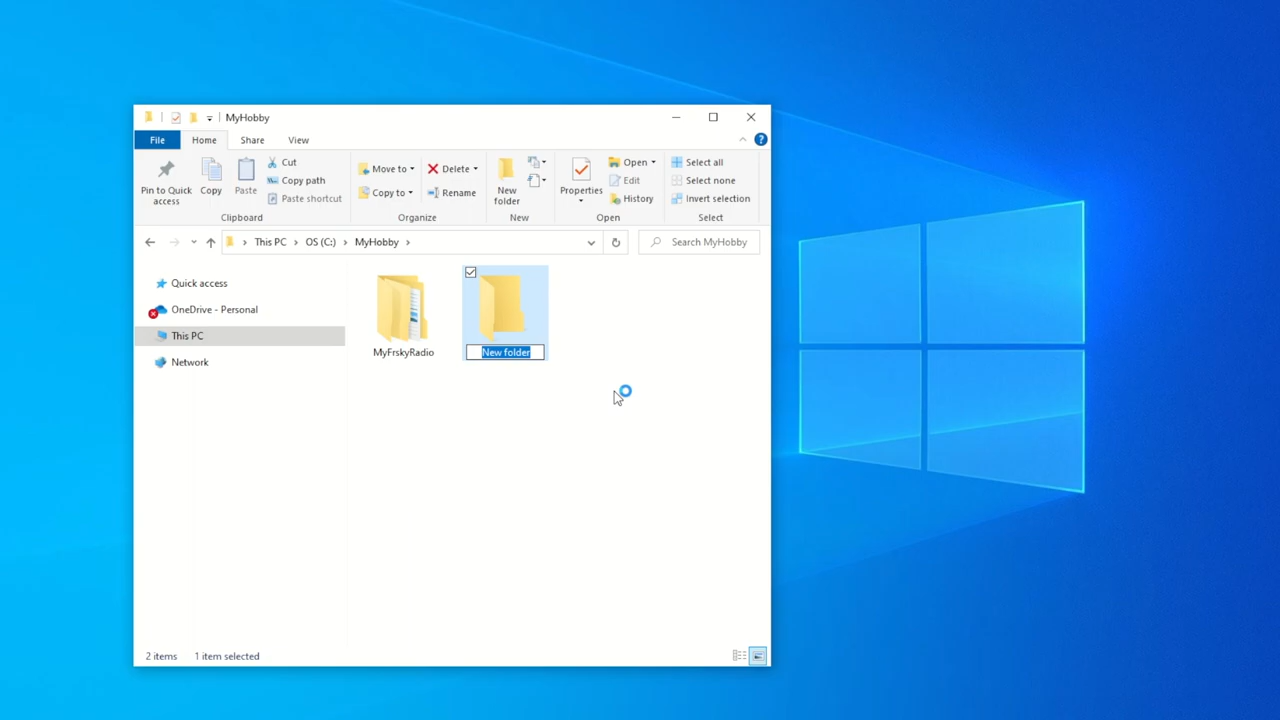 MyHobby
File Home Share View
Pin to Quick access
Copy
Paste
Cut
Copy path
Paste shortcut
Clipboard
Move to
Copy to
Delete
Rename
Organize
New folder
New
Properties
Open
Edit
History
Open
Select all
Select none
Invert selection
Select
This PC > OS (C:) > MyHobby >
Search MyHobby
Quick access
OneDrive - Personal
This PC
Network
MyFrskyRadio
New folder
2 items 1 item selected